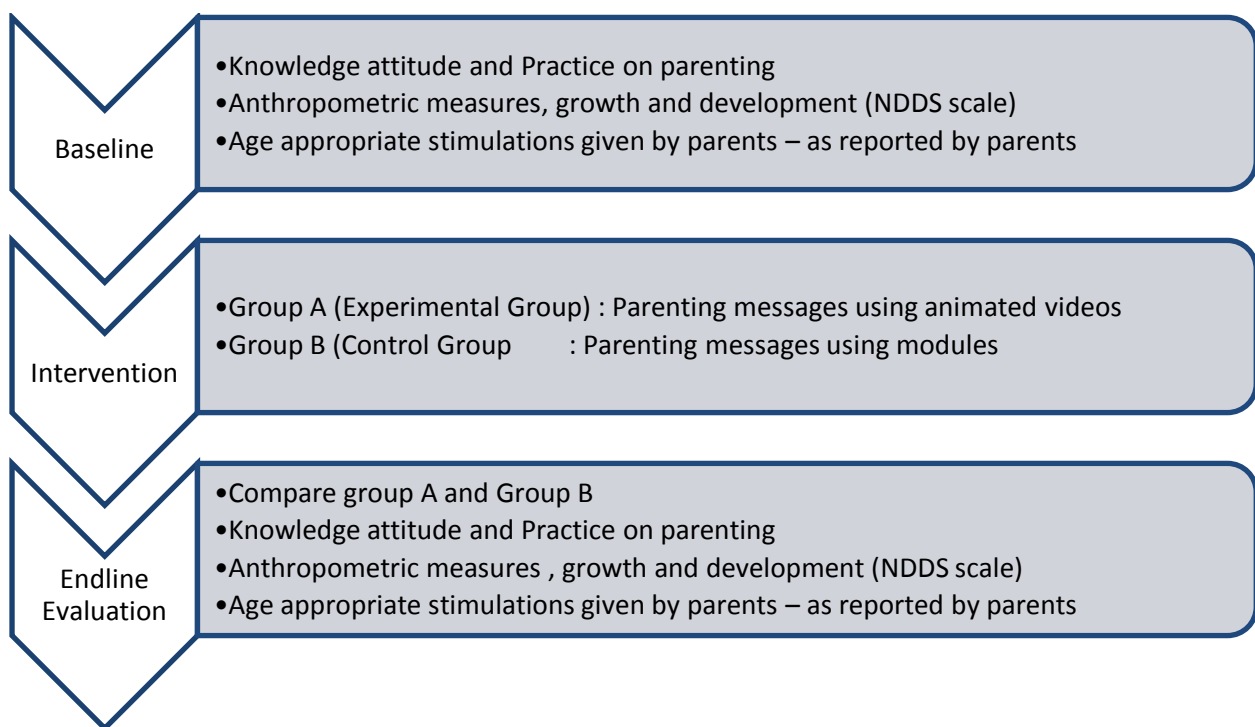 Baseline
•Knowledge attitude and Practice on parenting
•Anthropometric measures, growth and development (NDDS scale)
•Age appropriate stimulations given by parents – as reported by parents
Intervention
•Group A (Experimental Group) : Parenting messages using animated videos
•Group B (Control Group : Parenting messages using modules
Endline
Evaluation
•Compare group A and Group B
•Knowledge attitude and Practice on parenting
•Anthropometric measures , growth and development (NDDS scale)
•Age appropriate stimulations given by parents – as reported by parents